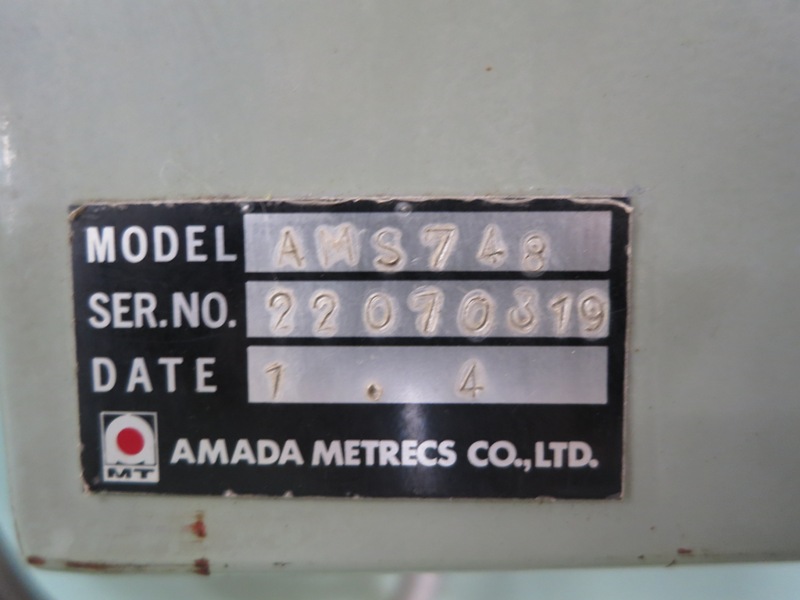 MODEL AMS748
SER.NO. 22070319
DATE 1.4
MT AMADA METRECS CO.,LTD.